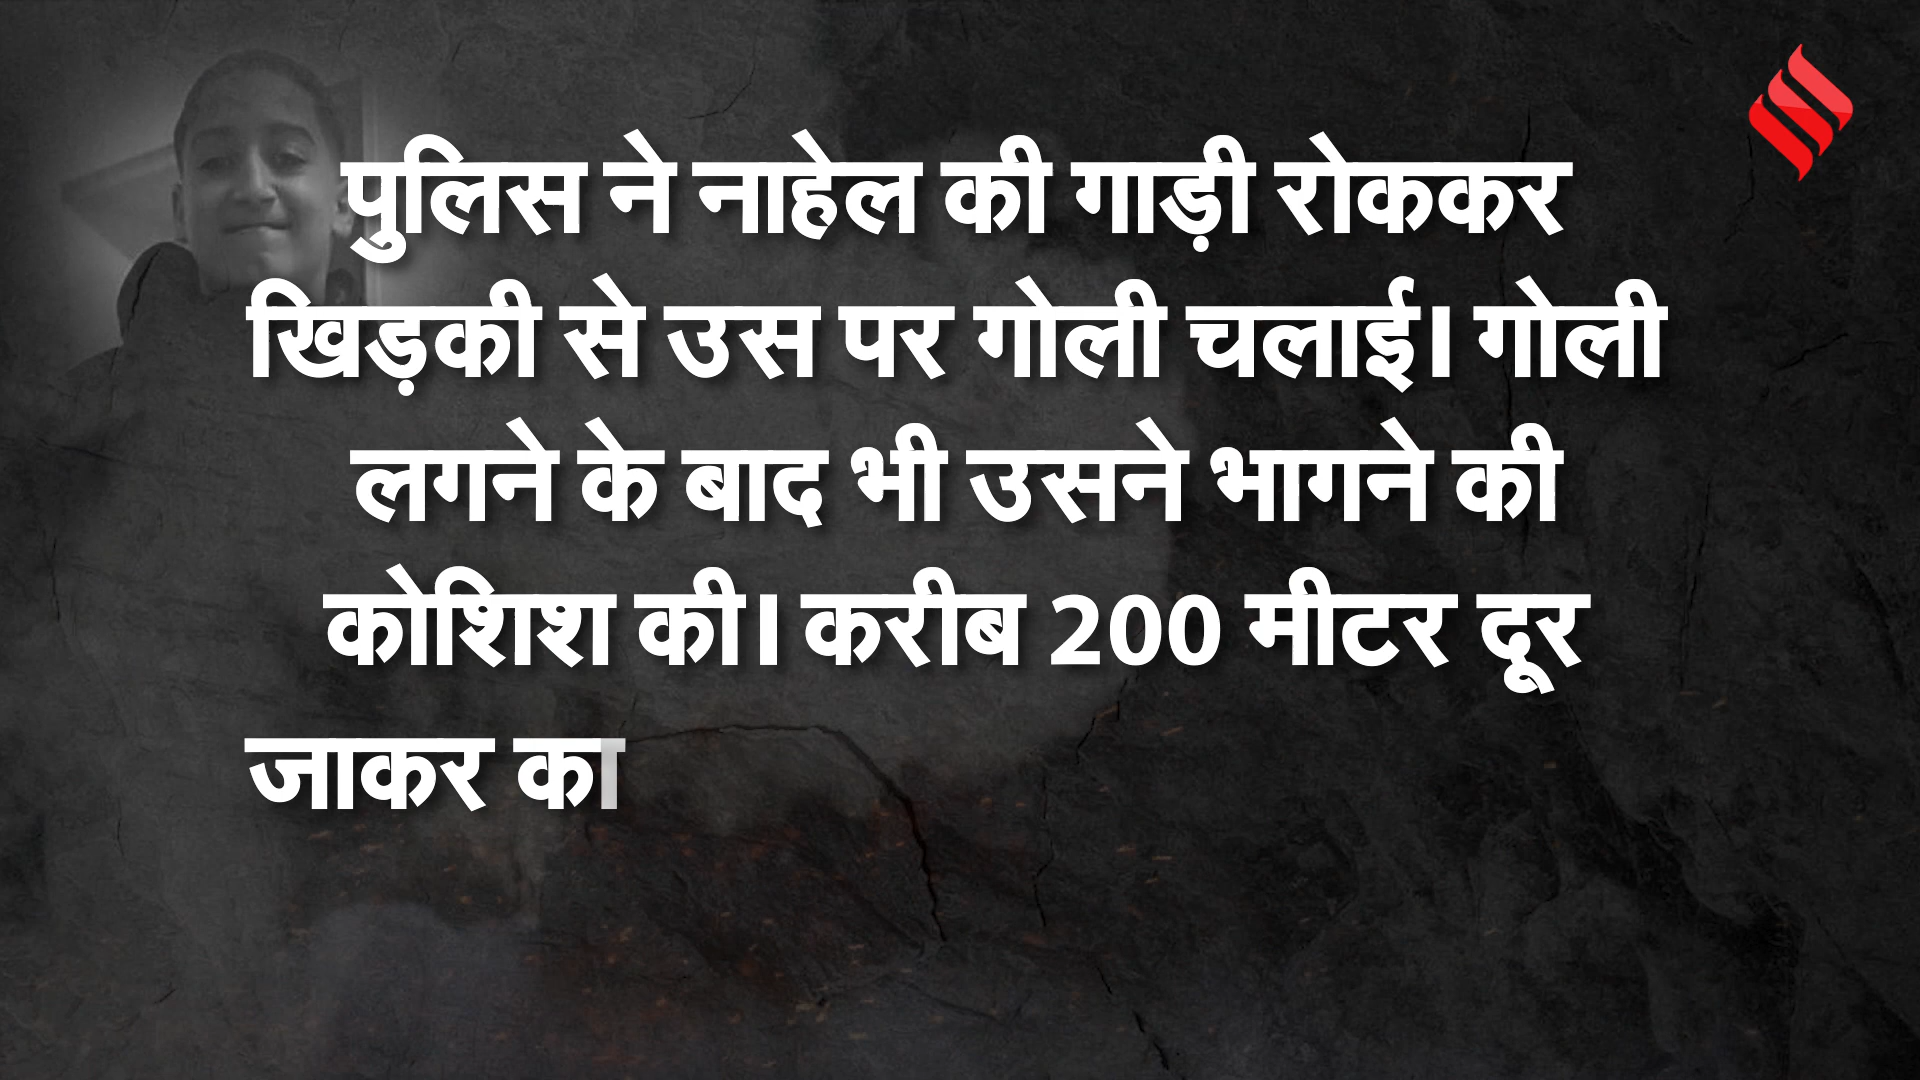 पुलिस ने नाहेल की गाड़ी रोककर
खिड़की से उस पर गोली चलाई। गोली
लगने के बाद भी उसने भागने की
कोशिश की। करीब 200 मीटर दूर
जाकर का